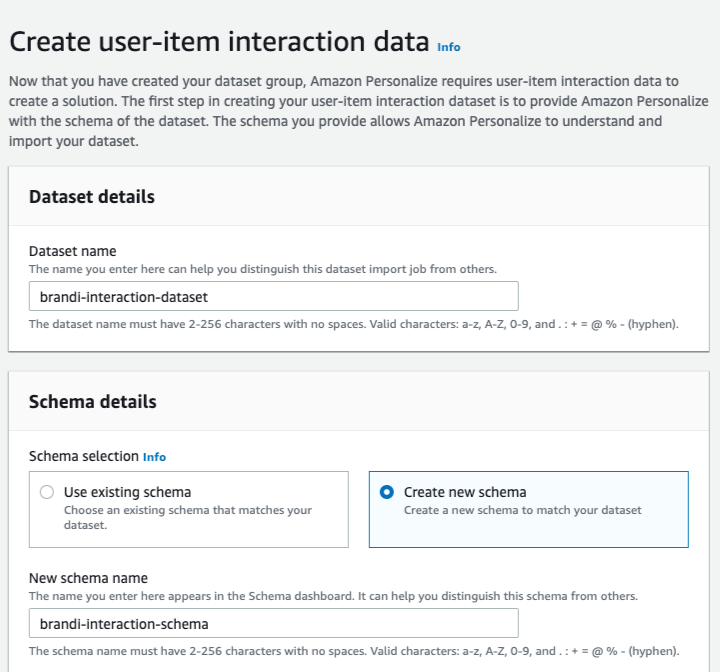 Create user-item interaction data Info
Now that you have created your dataset group, Amazon Personalize requires user-item interaction data to
create a solution. The first step in creating your user-item interaction dataset is to provide Amazon Personalize
with the schema of the dataset. The schema you provide allows Amazon Personalize to understand and
import your dataset.
Dataset details
Dataset name
The name you enter here can help you distinguish this dataset import job from others.
brandi-interaction-dataset
The dataset name must have 2-256 characters with no spaces. Valid characters: a-z, A-Z, 0-9, and . : + = @ % - (hyphen).
Schema details
Schema selection Info
Use existing schema
Choose an existing schema that matches your
dataset.
Create new schema
Create a new schema to match your dataset
New schema name
The name you enter here appears in the Schema dashboard. It can help you distinguish this schema from others.
brandi-interaction-schema
The schema name must have 2-256 characters with no spaces. Valid characters: a-z, A-Z, 0-9, and . : + = @ % - (hyphen).